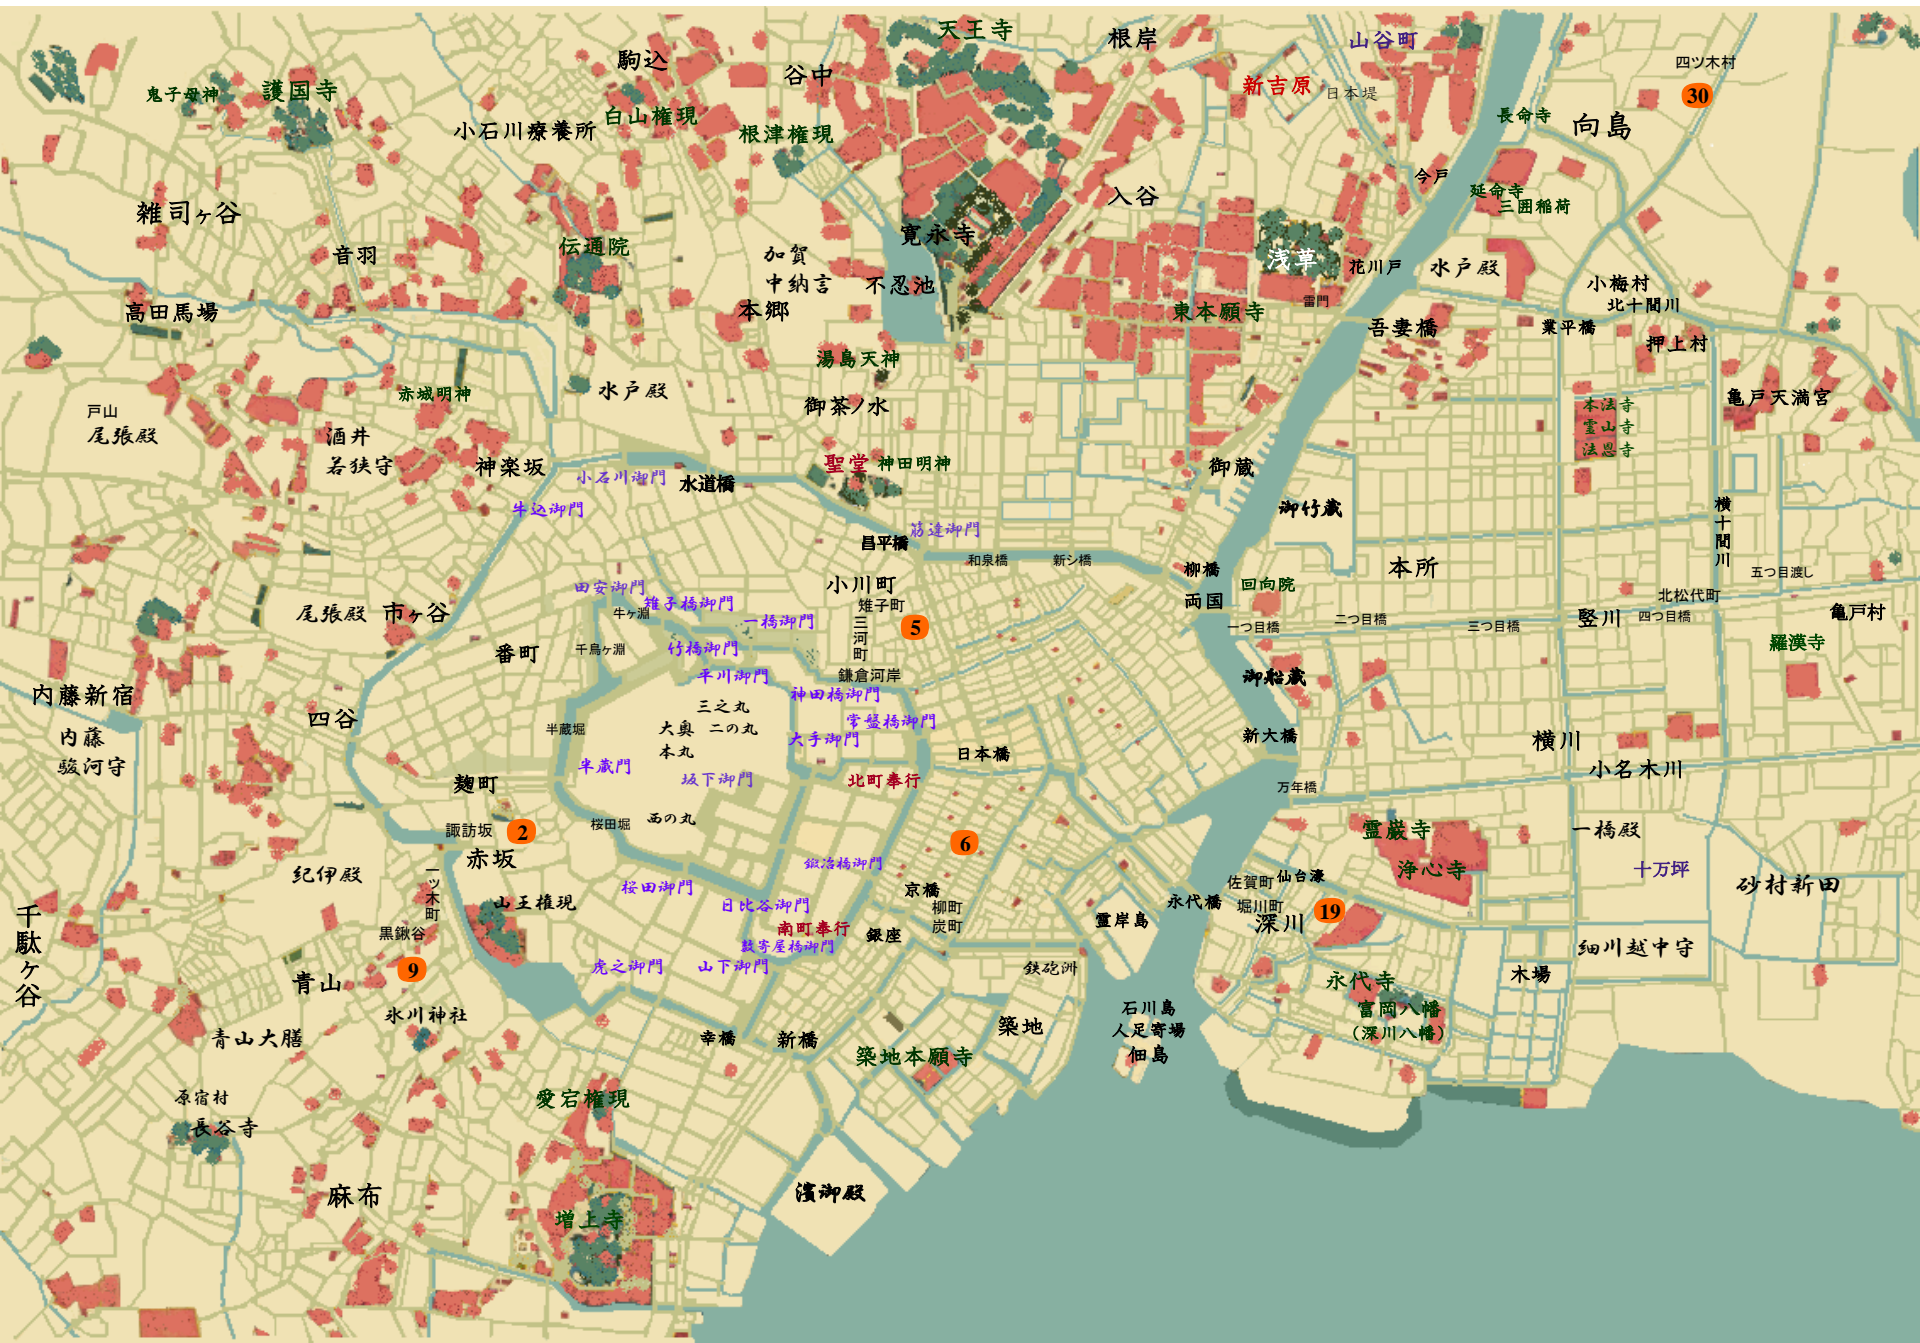 天王寺
根岸
山谷町
駒込
谷中
四ツ木村
新吉原
日本堤
30
鬼子母神
護国寺
白山権現
小石川療養所
根津権現
長命寺
向島
今戸
延命寺
三囲稲荷
入谷
雑司ヶ谷
寛永寺
音羽
伝通院
加賀
中納言
浅草
花川戸
水戸殿
不忍池
小梅村
北十間川
高田馬場
本郷
東本願寺
雷門
吾妻橋
業平橋
押上村
湯島天神
赤城明神
水戸殿
戸山
尾張殿
御茶ノ水
本法寺
霊山寺
法恩寺
亀戸天満宮
酒井
若狭守
神楽坂
小石川御門
水道橋
聖堂
神田明神
御蔵
牛込御門
御竹蔵
横十間川
筋違御門
昌平橋
和泉橋
新シ橋
柳橋
両国
回向院
本所
五つ目渡し
田安御門
雉子橋御門
小川町
雉子町
5
三河町
北松代町
尾張殿
市ヶ谷
牛ヶ淵
一橋御門
一つ目橋
二つ目橋
三つ目橋
竪川
四つ目橋
亀戸村
番町
千鳥ヶ淵
竹橋御門
羅漢寺
平川御門
鎌倉河岸
御船蔵
内藤新宿
神田橋御門
四谷
三之丸
大奥
二の丸
常盤橋御門
半蔵堀
大手御門
新大橋
横川
内藤
駿河守
本丸
日本橋
半蔵門
坂下御門
北町奉行
小名木川
麹町
万年橋
諏訪坂
2
桜田堀
西の丸
6
霊巌寺
一橋殿
赤坂
鍛冶橋御門
浄心寺
十万坪
砂村新田
紀伊殿
一ツ木町
桜田御門
京橋
佐賀町
仙台濠
山王権現
日比谷御門
柳町
炭町
永代橋
堀川町
19
千駄ヶ谷
霊岸島
深川
黒鍬谷
南町奉行
銀座
数寄屋橋御門
細川越中守
9
虎之御門
山下御門
鉄砲洲
木場
青山
永代寺
氷川神社
石川島
人足寄場
佃島
富岡八幡
(深川八幡)
築地
青山大膳
幸橋
新橋
築地本願寺
原宿村
長谷寺
愛宕権現
麻布
濱御殿
増上寺